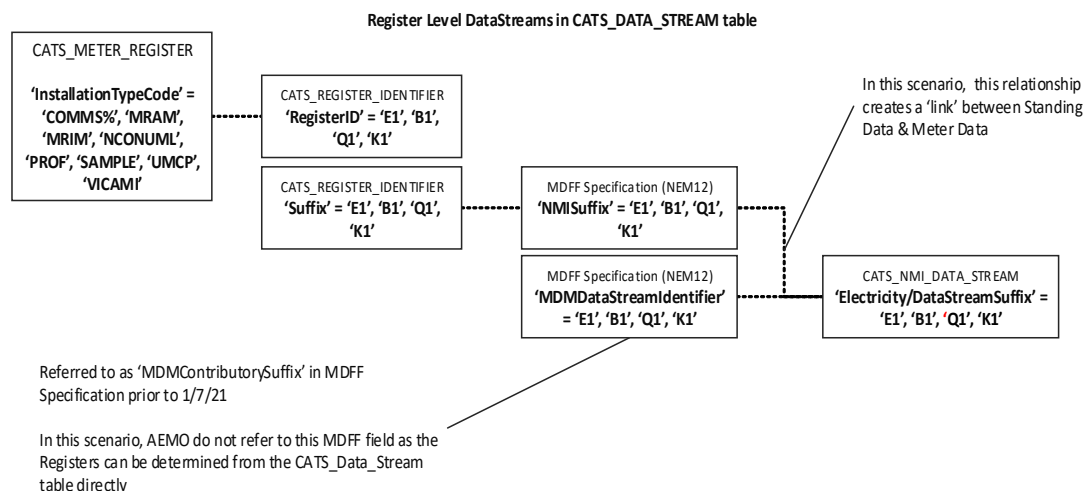 Register Level DataStreams in CATS_DATA_STREAM table
CATS_METER_REGISTER
‘InstallationTypeCode’ =
‘COMMS%’, ‘MRAM’,
‘MRIM’, ‘NCONUML’,
‘PROF’, ‘SAMPLE’, ‘UMCP’,
‘VICAMI’
CATS_REGISTER_IDENTIFIER
‘RegisterID’ = ‘E1’, ‘B1’,
‘Q1’, ‘K1’
In this scenario,  this relationship
creates a ‘link’ between Standing
Data & Meter Data
CATS_REGISTER_IDENTIFIER
‘Suffix’ = ‘E1’, ‘B1’, ‘Q1’,
‘K1’
MDFF Specification (NEM12)
‘NMISuffix’ = ‘E1’, ‘B1’, ‘Q1’,
‘K1’
MDFF Specification (NEM12)
‘MDMDataStreamIdentifier’
= ‘E1’, ‘B1’, ‘Q1’, ‘K1’
CATS_NMI_DATA_STREAM
‘Electricity/DataStreamSuffix’ =
‘E1’, ‘B1’, ‘Q1’, ‘K1’
Referred to as ‘MDMContributorySuffix’ in MDFF
Specification prior to 1/7/21
In this scenario, AEMO do not refer to this MDFF field as the
Registers can be determined from the CATS_Data_Stream
table directly